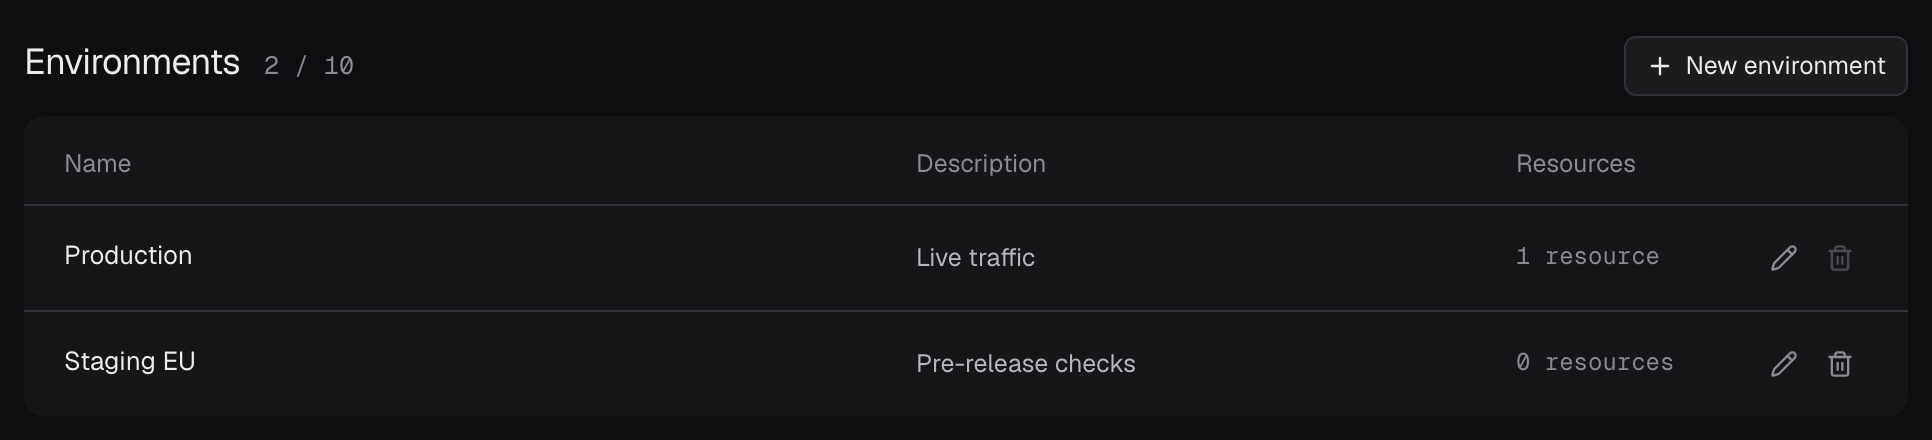 Environments 2 / 10
+ New environment
Name Description Resources
Production Live traffic 1 resource
Staging EU Pre-release checks 0 resources